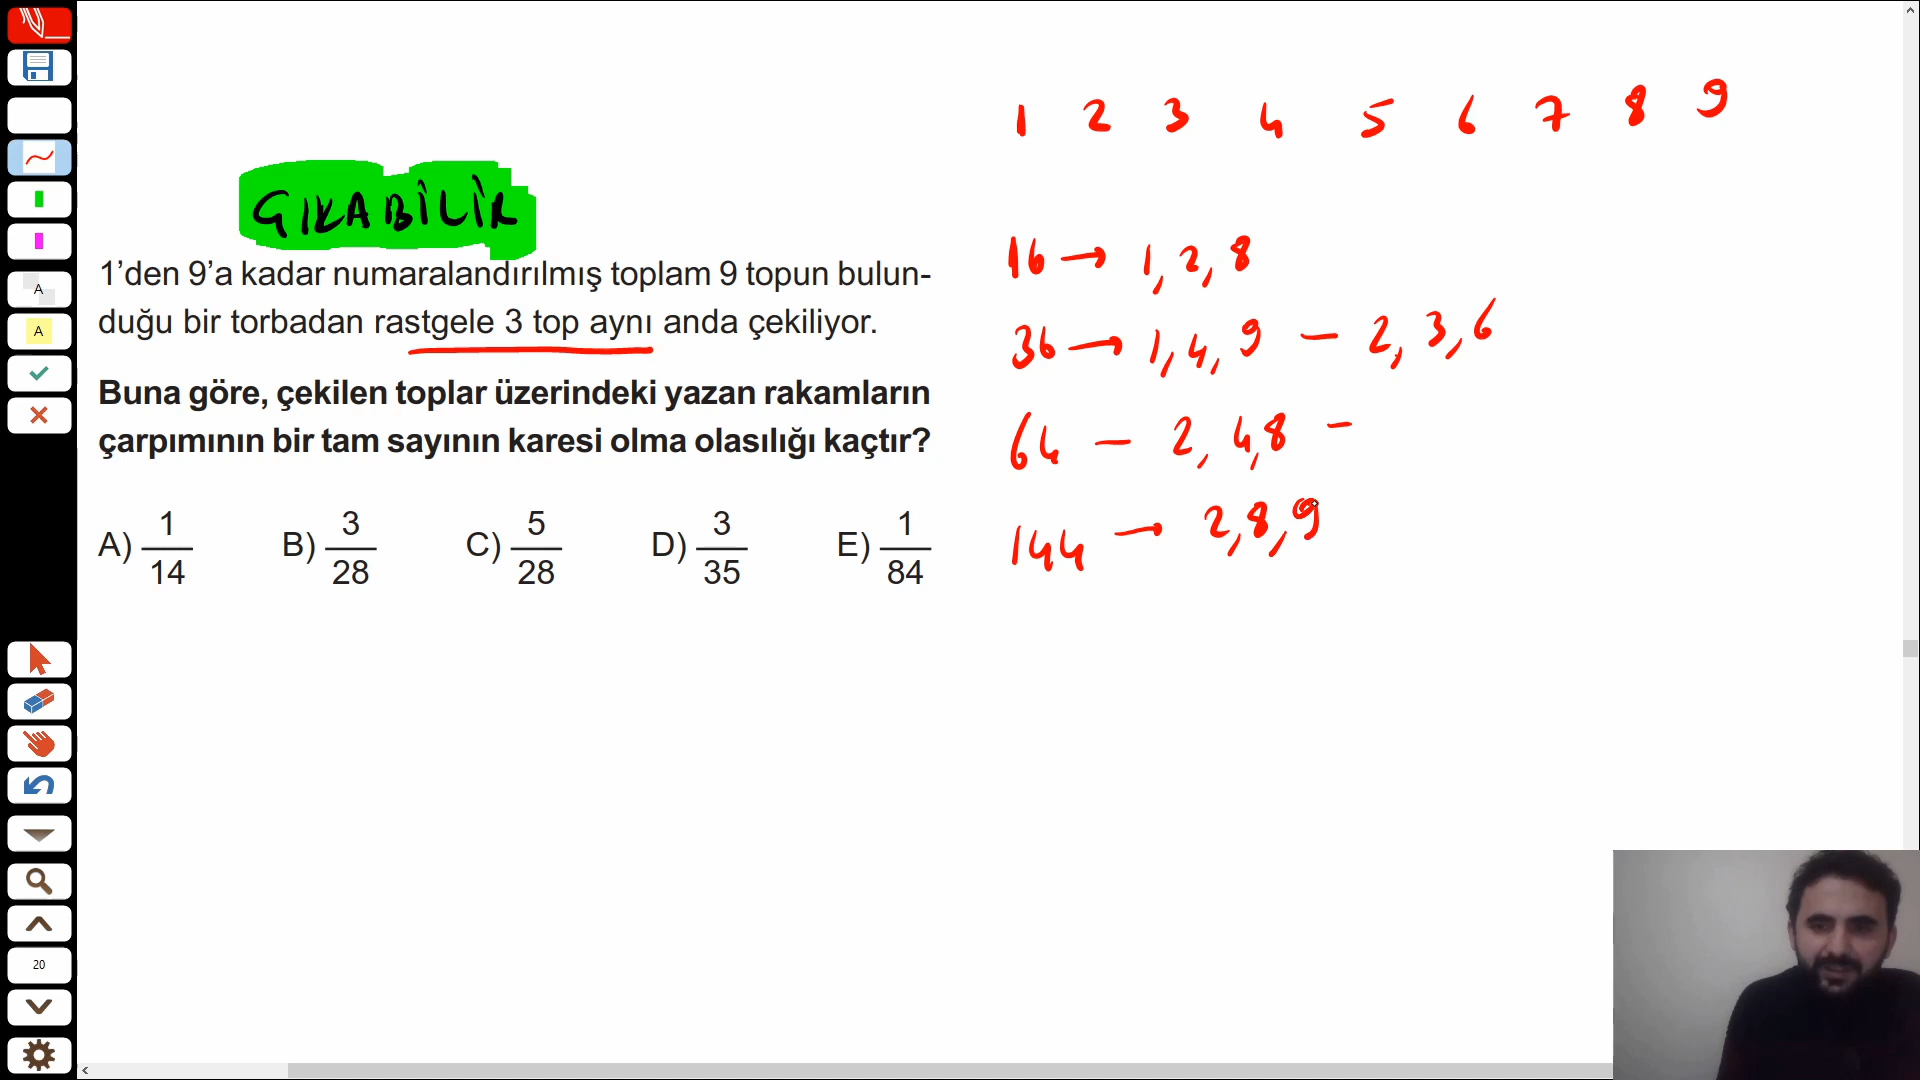 ÇIKABİLİR
1’den 9’a kadar numaralandırılmış toplam 9 topun bulun-
duğu bir torbadan rastgele 3 top aynı anda çekiliyor.
Buna göre, çekilen toplar üzerindeki yazan rakamların
çarpımının bir tam sayının karesi olma olasılığı kaçtır?
A) 1/14 B) 3/28 C) 5/28 D) 3/35 E) 1/84
1 2 3 4 5 6 7 8 9
16 → 1, 2, 8
36 → 1, 4, 9 – 2, 3, 6
64 – 2, 4, 8 –
144 → 2, 8, 9
A
A
20